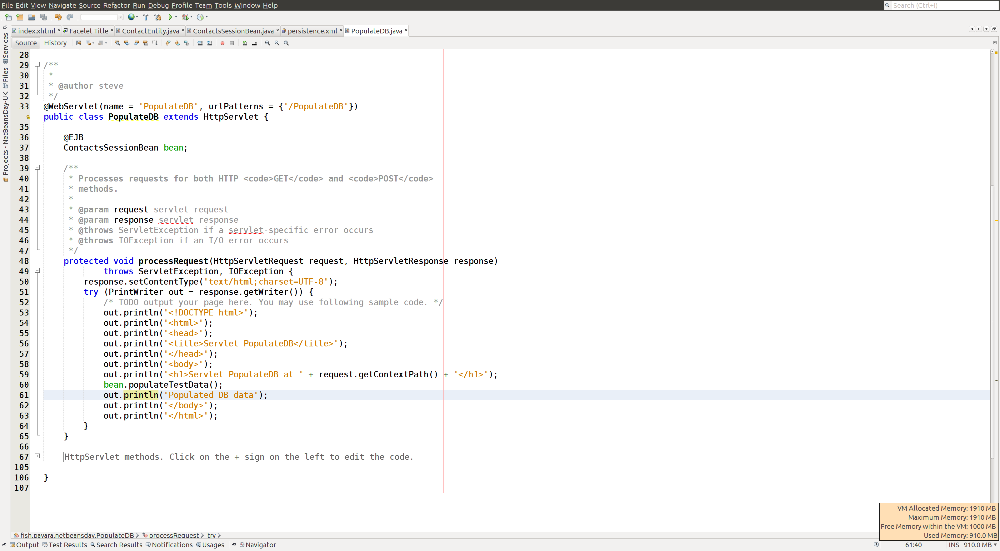 File Edit View Navigate Source Refactor Run Debug Profile Team Tools Window Help
Search (Ctrl+I)
index.xhtml Facelet Title ContactEntity.java ContactsSessionBean.java persistence.xml PopulateDB.java
Source History
Services
Files
Projects - NetBeansDay-UK
28
29 /**
30 *
31 * @author steve
32 */
33 @WebServlet(name = "PopulateDB", urlPatterns = {"/PopulateDB"})
public class PopulateDB extends HttpServlet {
35
36 @EJB
37 ContactsSessionBean bean;
38
39 /**
40 * Processes requests for both HTTP <code>GET</code> and <code>POST</code>
41 * methods.
42 *
43 * @param request servlet request
44 * @param response servlet response
45 * @throws ServletException if a servlet-specific error occurs
46 * @throws IOException if an I/O error occurs
47 */
48 protected void processRequest(HttpServletRequest request, HttpServletResponse response)
49 throws ServletException, IOException {
50 response.setContentType("text/html;charset=UTF-8");
51 try (PrintWriter out = response.getWriter()) {
52 /* TODO output your page here. You may use following sample code. */
53 out.println("<!DOCTYPE html>");
54 out.println("<html>");
55 out.println("<head>");
56 out.println("<title>Servlet PopulateDB</title>");
57 out.println("</head>");
58 out.println("<body>");
59 out.println("<h1>Servlet PopulateDB at " + request.getContextPath() + "</h1>");
60 bean.populateTestData();
61 out.println("Populated DB data");
62 out.println("</body>");
63 out.println("</html>");
64 }
65 }
66
67 HttpServlet methods. Click on the + sign on the left to edit the code.
105
106 }
107
VM Allocated Memory: 1910 MB
Maximum Memory: 1910 MB
Free Memory within the VM: 1000 MB
Used Memory: 910.0 MB
fish.payara.netbeansday.PopulateDB processRequest try
Output Test Results Search Results Notifications Usages Navigator 61:40 INS 910.0 MB